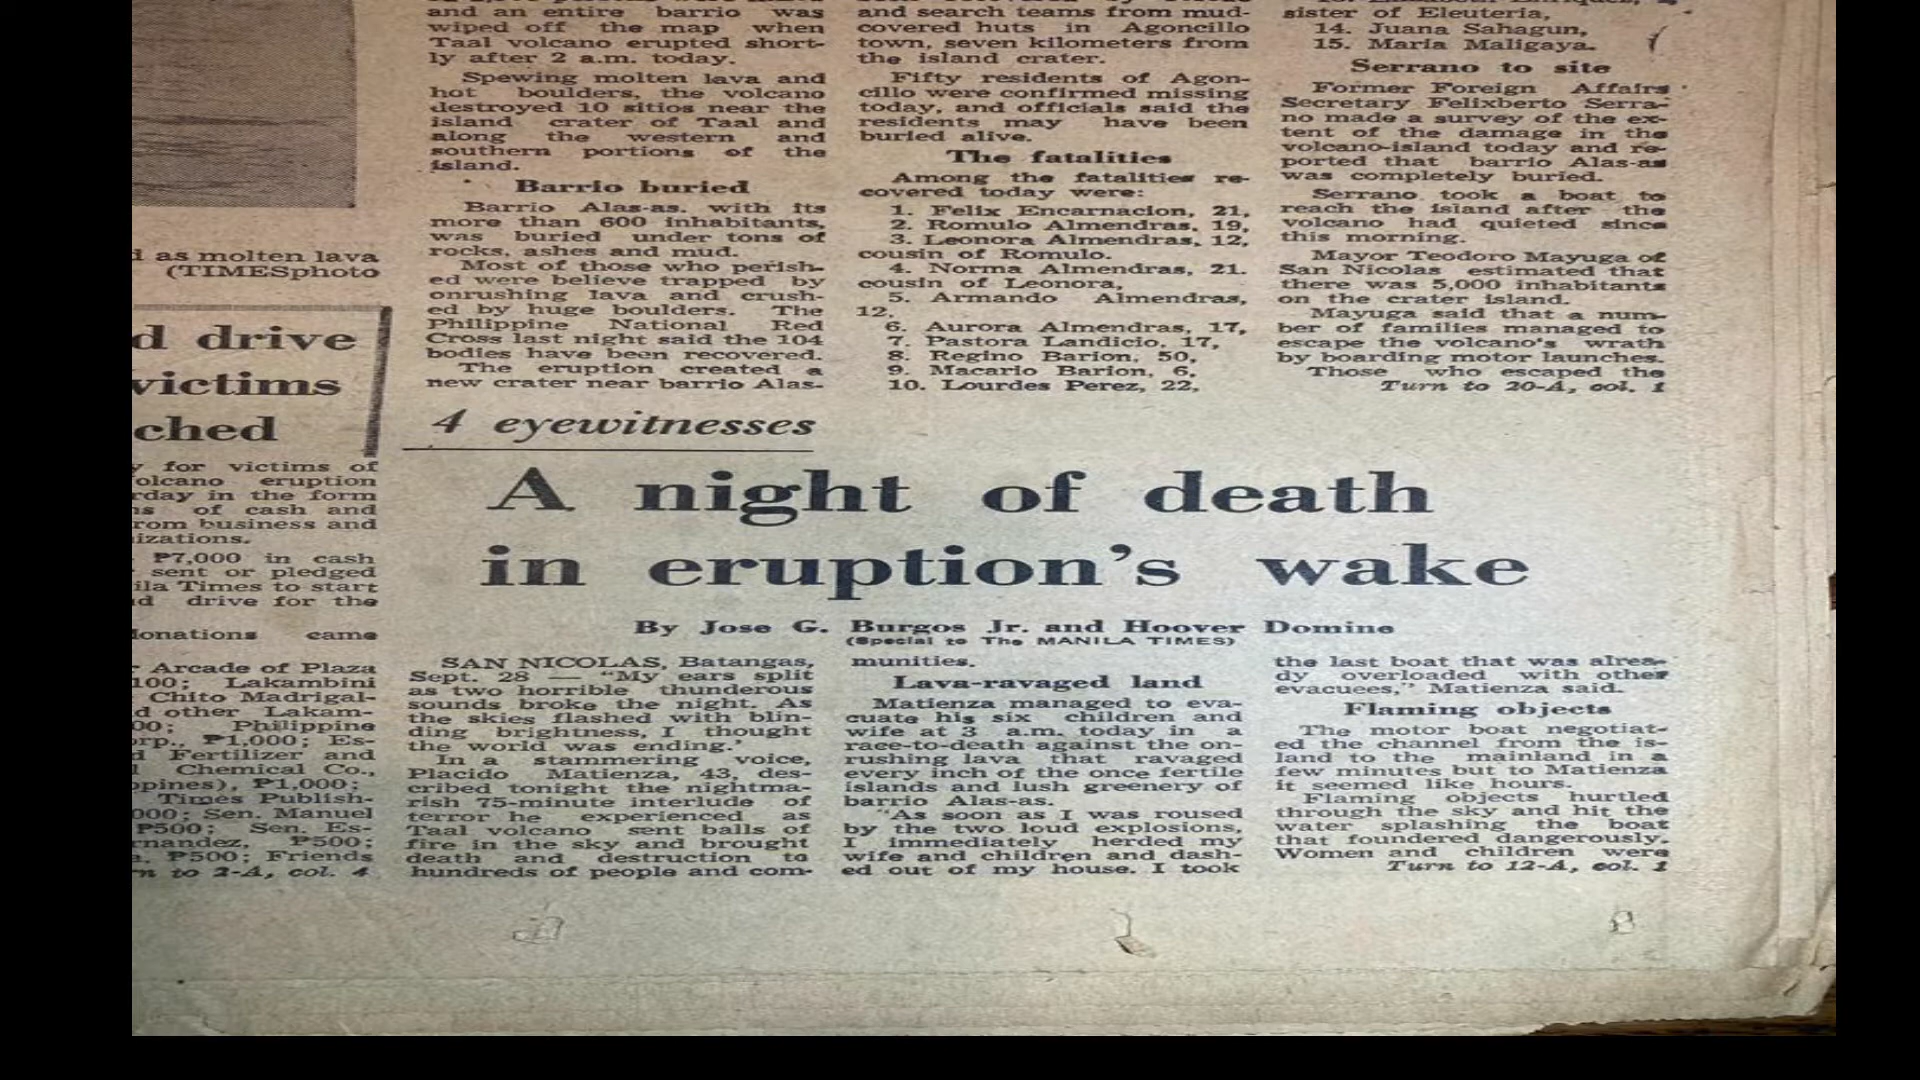 and an entire barrio was
wiped off the map when
Taal volcano erupted short-
ly after 2 a.m. today.
Spewing molten lava and
hot boulders, the volcano
destroyed 10 sitios near the
island crater of Taal and
along the western and
southern portions of the
island.
Barrio buried
Barrio Alas-as. with its
more than 600 inhabitants,
was buried under tons of
rocks, ashes and mud.
Most of those who perish-
ed were believe trapped by
onrushing lava and crush-
ed by huge boulders. The
Philippine National Red
Cross last night said the 104
bodies have been recovered.
The eruption created a
new crater near barrio Alas-
and search teams from mud-
covered huts in Agoncillo
town, seven kilometers from
the island crater.
Fifty residents of Agon-
cillo were confirmed missing
today, and officials said the
residents may have been
buried alive.
The fatalities
Among the fatalities re-
covered today were:
1. Felix Encarnacion, 21,
2. Romulo Almendras, 19,
3. Leonora Almendras, 12,
cousin of Romulo.
4. Norma Almendras, 21.
cousin of Leonora,
5. Armando Almendras,
12,
6. Aurora Almendras, 17,
7. Pastora Landicio, 17,
8. Regino Barion, 50,
9. Macario Barion, 6,
10. Lourdes Perez, 22,
sister of Eleuteria,
14. Juana Sahagun,
15. Maria Maligaya.
Serrano to site
Former Foreign Affairs
Secretary Felixberto Serra-
no made a survey of the ex-
tent of the damage in the
volcano-island today and re-
ported that barrio Alas-as
was completely buried.
Serrano took a boat to
reach the island after the
volcano had quieted since
this morning.
Mayor Teodoro Mayuga of
San Nicolas estimated that
there was 5,000 inhabitants
on the crater island.
Mayuga said that a num-
ber of families managed to
escape the volcano's wrath
by boarding motor launches.
Those who escaped the
Turn to 20-A, col. 1
as molten lava
(TIMESphoto
d drive
victims
ched
for victims of
olcano eruption
rday in the form
of cash and
rom business and
izations.
₱7,000 in cash
sent or pledged
ila Times to start
drive for the
donations came
Arcade of Plaza
100; Lakambini
Chito Madrigal-
d other Lakam-
00; Philippine
orp., ₱1,000; Es-
d Fertilizer and
Chemical Co.,
ppines), ₱1,000;
Times Publish-
000; Sen. Manuel
₱500; Sen. Es-
rnandez, ₱500;
₱500; Friends
n to 2-A, col. 4
4 eyewitnesses
A night of death
in eruption's wake
By Jose G. Burgos Jr. and Hoover Domine
(Special to The MANILA TIMES)
SAN NICOLAS, Batangas,
Sept. 28 — "My ears split
as two horrible thunderous
sounds broke the night. As
the skies flashed with blin-
ding brightness, I thought
the world was ending.'
In a stammering voice,
Placido Matienza, 43, des-
cribed tonight the nightma-
rish 75-minute interlude of
terror he experienced as
Taal volcano sent balls of
fire in the sky and brought
death and destruction to
hundreds of people and com-
munities.
Lava-ravaged land
Matienza managed to eva-
cuate his six children and
wife at 3 a.m. today in a
race-to-death against the on-
rushing lava that ravaged
every inch of the once fertile
islands and lush greenery of
barrio Alas-as.
"As soon as I was roused
by the two loud explosions,
I immediately herded my
wife and children and dash-
ed out of my house. I took
the last boat that was alrea-
dy overloaded with other
evacuees," Matienza said.
Flaming objects
The motor boat negotiat-
ed the channel from the is-
land to the mainland in a
few minutes but to Matienza
it seemed like hours.
Flaming objects hurtled
through the sky and hit the
water splashing the boat
that foundered dangerously.
Women and children were
Turn to 12-A, col. 1